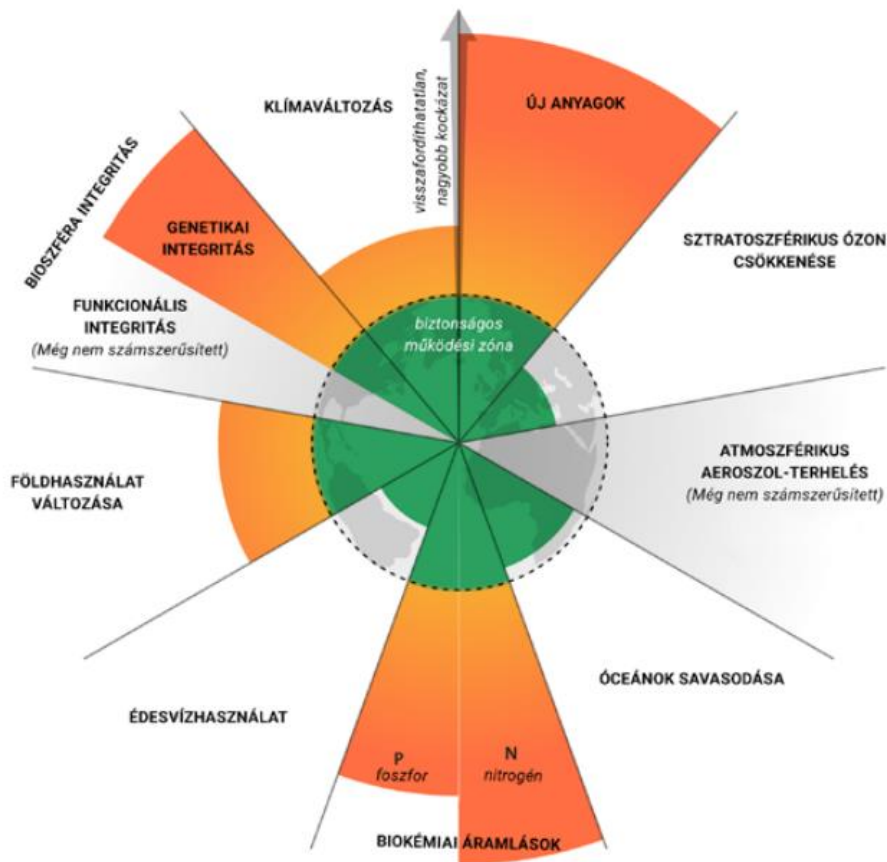 KLÍMAVÁLTOZÁS
visszafordíthatatlan,
nagyobb kockázat
ÚJ ANYAGOK
BIOSZFÉRA INTEGRITÁS
GENETIKAI
INTEGRITÁS
SZTRATOSZFÉRIKUS ÓZON
CSÖKKENÉSE
FUNKCIONÁLIS
INTEGRITÁS
(Még nem számszerűsített)
biztonságos
működési zóna
FÖLDHASZNÁLAT
VÁLTOZÁSA
ATMOSZFÉRIKUS
AEROSZOL-TERHELÉS
(Még nem számszerűsített)
ÓCEÁNOK SAVASODÁSA
ÉDESVÍZHASZNÁLAT
P
foszfor
N
nitrogén
BIOKÉMIAI ÁRAMLÁSOK